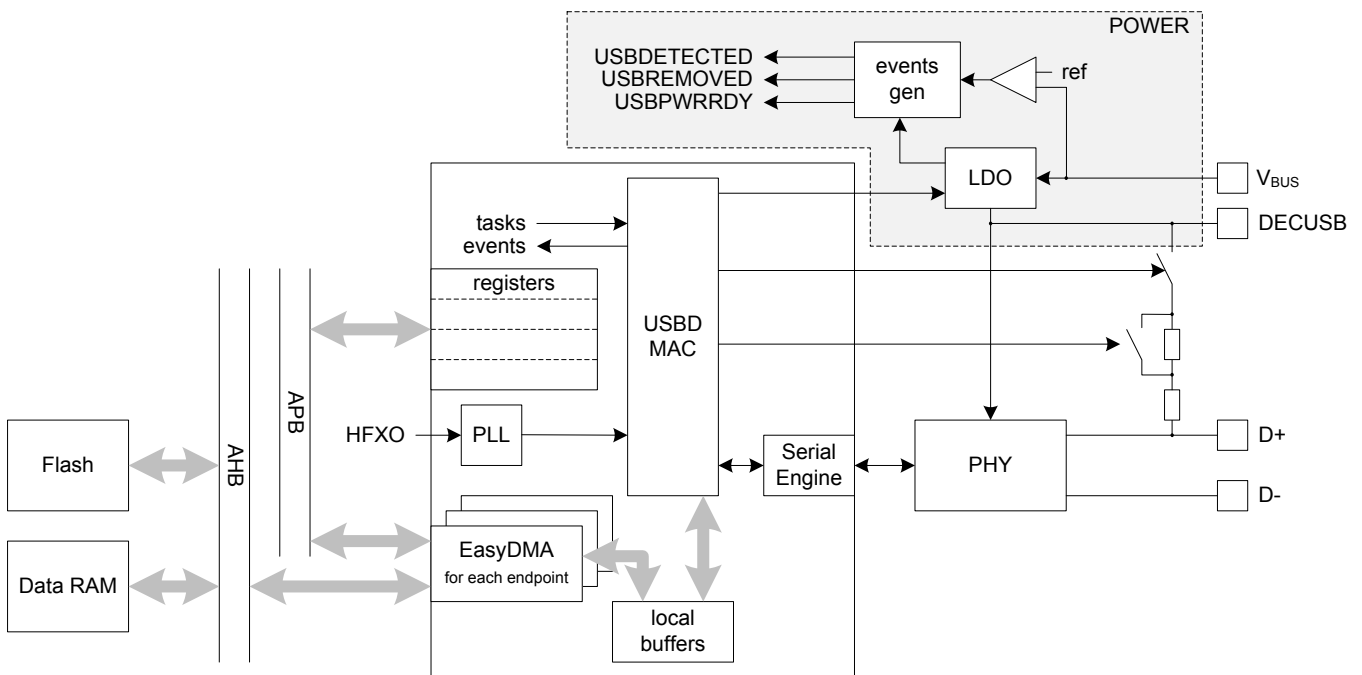 POWER
USBDETECTED
USBREMOVED
USBPWRRDY
events
gen
ref
LDO
VBUS
DECUSB
tasks
events
registers
USBD
MAC
APB
AHB
HFXO
PLL
Flash
Serial
Engine
PHY
D+
D-
EasyDMA
for each endpoint
Data RAM
local
buffers